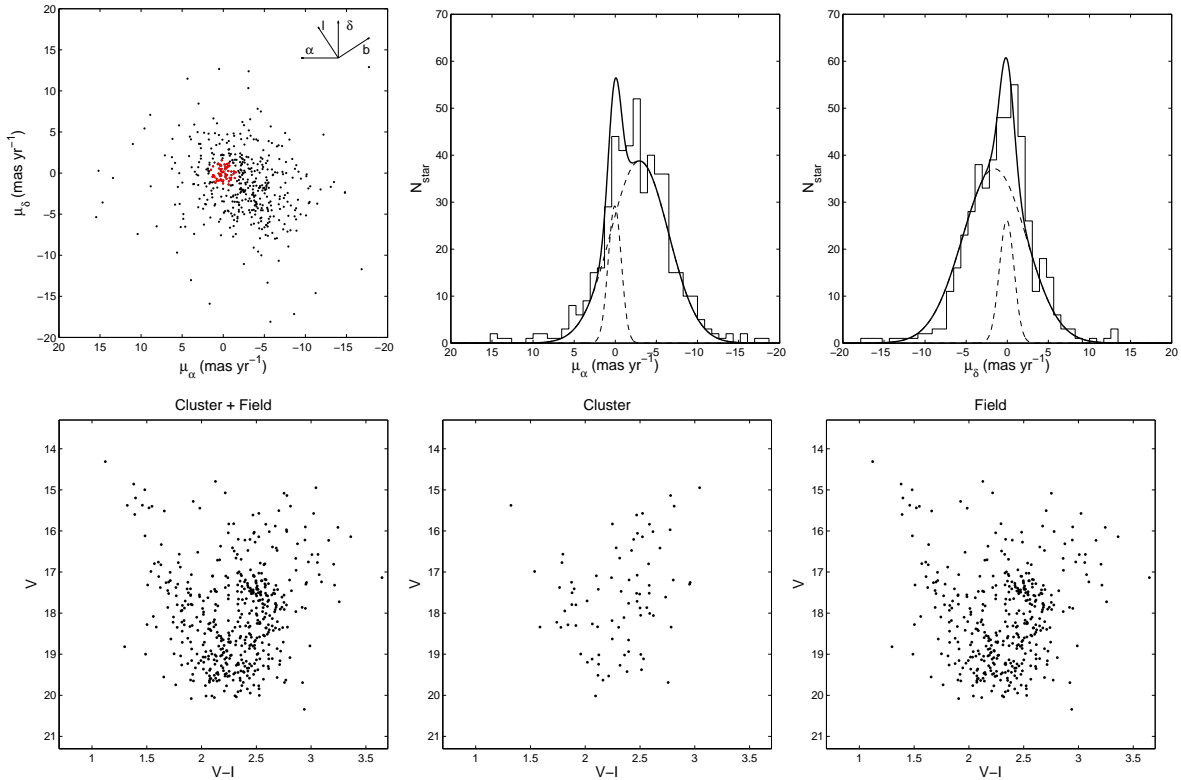 20
15
10
5
0
−5
−10
−15
−20
20 15 10 5 0 −5 −10 −15 −20
μδ (mas yr−1)
μα (mas yr−1)
l δ
α b
70
60
50
40
30
20
10
0
20 15 10 5 0 −5 −10 −15 −20
Nstar
μα (mas yr−1)
70
60
50
40
30
20
10
0
−20 −15 −10 −5 0 5 10 15 20
Nstar
μδ (mas yr−1)
Cluster + Field
14
15
16
17
18
19
20
21
1 1.5 2 2.5 3 3.5
V
V−I
Cluster
14
15
16
17
18
19
20
21
1 1.5 2 2.5 3 3.5
V
V−I
Field
14
15
16
17
18
19
20
21
1 1.5 2 2.5 3 3.5
V
V−I